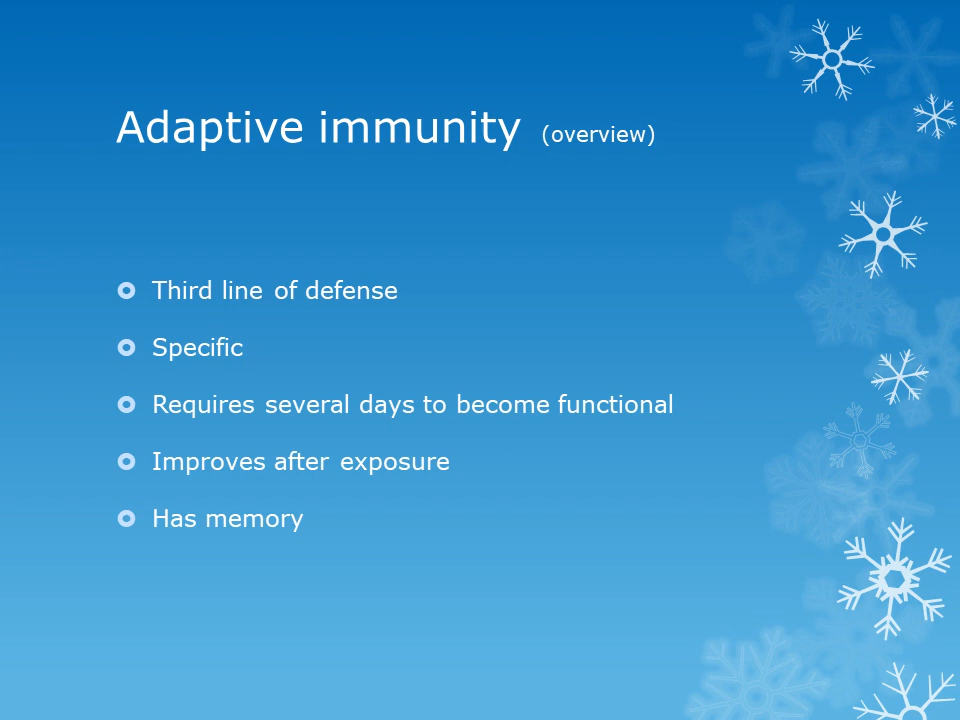 Adaptive immunity (overview)
Third line of defense
Specific
Requires several days to become functional
Improves after exposure
Has memory